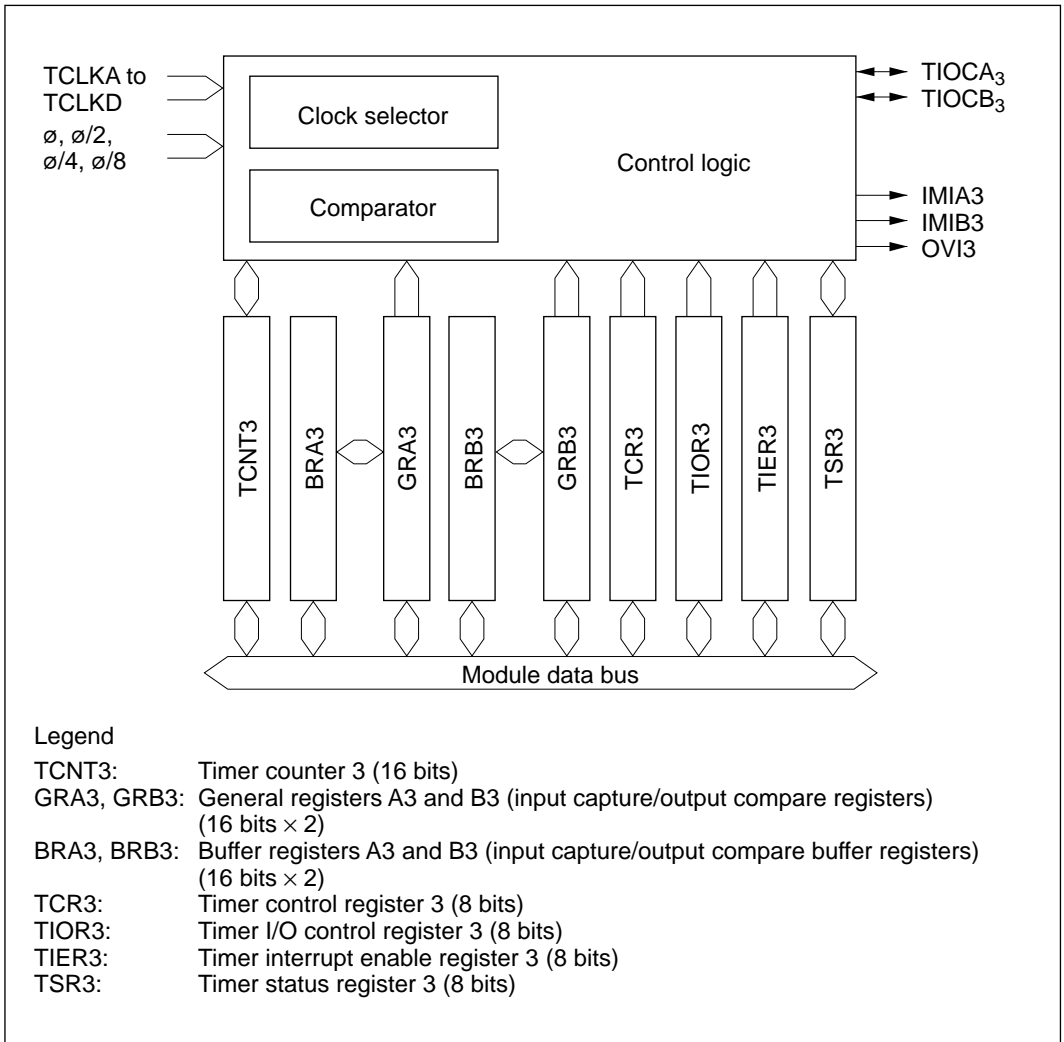 TCLKA to
TCLKD
ø, ø/2,
ø/4, ø/8
Clock selector
Comparator
Control logic
TIOCA3
TIOCB3
IMIA3
IMIB3
OVI3
TCNT3
BRA3
GRA3
BRB3
GRB3
TCR3
TIOR3
TIER3
TSR3
Module data bus
Legend
TCNT3: Timer counter 3 (16 bits)
GRA3, GRB3: General registers A3 and B3 (input capture/output compare registers)
(16 bits × 2)
BRA3, BRB3: Buffer registers A3 and B3 (input capture/output compare buffer registers)
(16 bits × 2)
TCR3: Timer control register 3 (8 bits)
TIOR3: Timer I/O control register 3 (8 bits)
TIER3: Timer interrupt enable register 3 (8 bits)
TSR3: Timer status register 3 (8 bits)